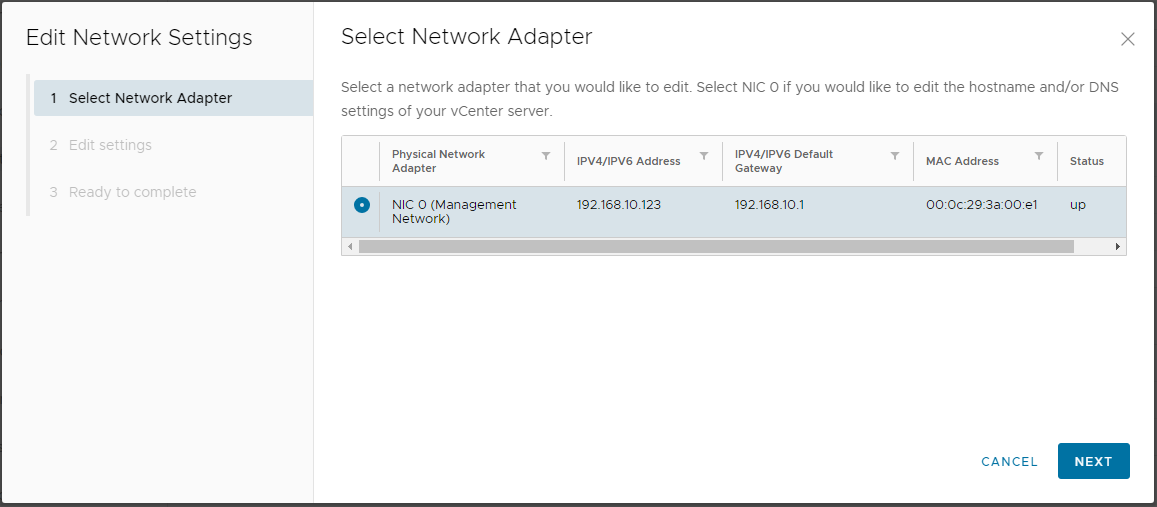 Edit Network Settings
1 Select Network Adapter
2 Edit settings
3 Ready to complete
Select Network Adapter
Select a network adapter that you would like to edit. Select NIC 0 if you would like to edit the hostname and/or DNS
settings of your vCenter server.
Physical Network Adapter
IPV4/IPV6 Address
IPV4/IPV6 Default Gateway
MAC Address
Status
NIC 0 (Management Network)
192.168.10.123
192.168.10.1
00:0c:29:3a:00:e1
up
CANCEL
NEXT